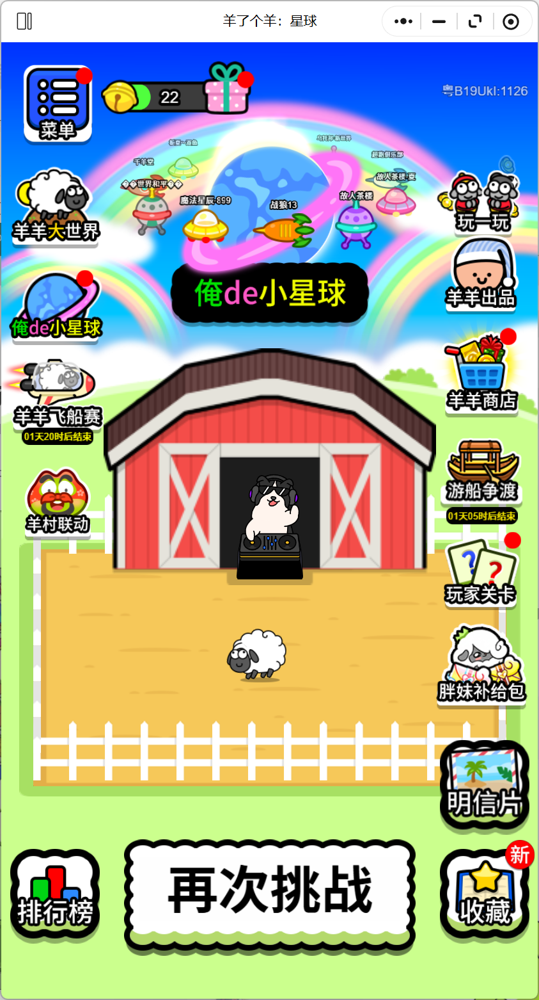 羊了个羊：星球
菜单
22
粤B19UkI:1126
乌托邦·新世界
千羊堂
超跑俱乐部
��世界和平��
故人茶楼-夏
魔法星辰-899
战狼13
故人茶楼
羊羊大世界
玩一玩
俺de小星球
羊羊出品
俺de小星球
羊羊飞船赛
01天20时后结束
羊羊商店
游船争渡
01天05时后结束
羊村联动
玩家关卡
胖妹补给包
明信片
排行榜
再次挑战
新
收藏